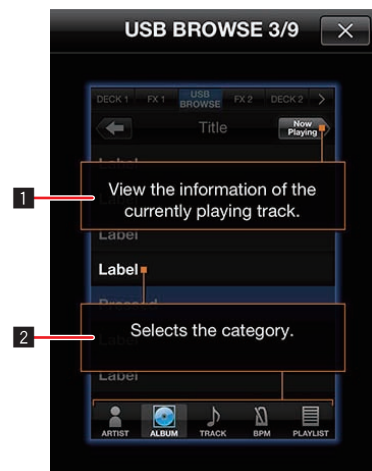 USB BROWSE 3/9
DECK 1 FX 1 USB BROWSE FX 2 DECK 2
Title
Now Playing
Label
1
View the information of the
currently playing track.
Label
Label
Pressed
2
Selects the category.
Label
Label
ARTIST ALBUM TRACK BPM PLAYLIST